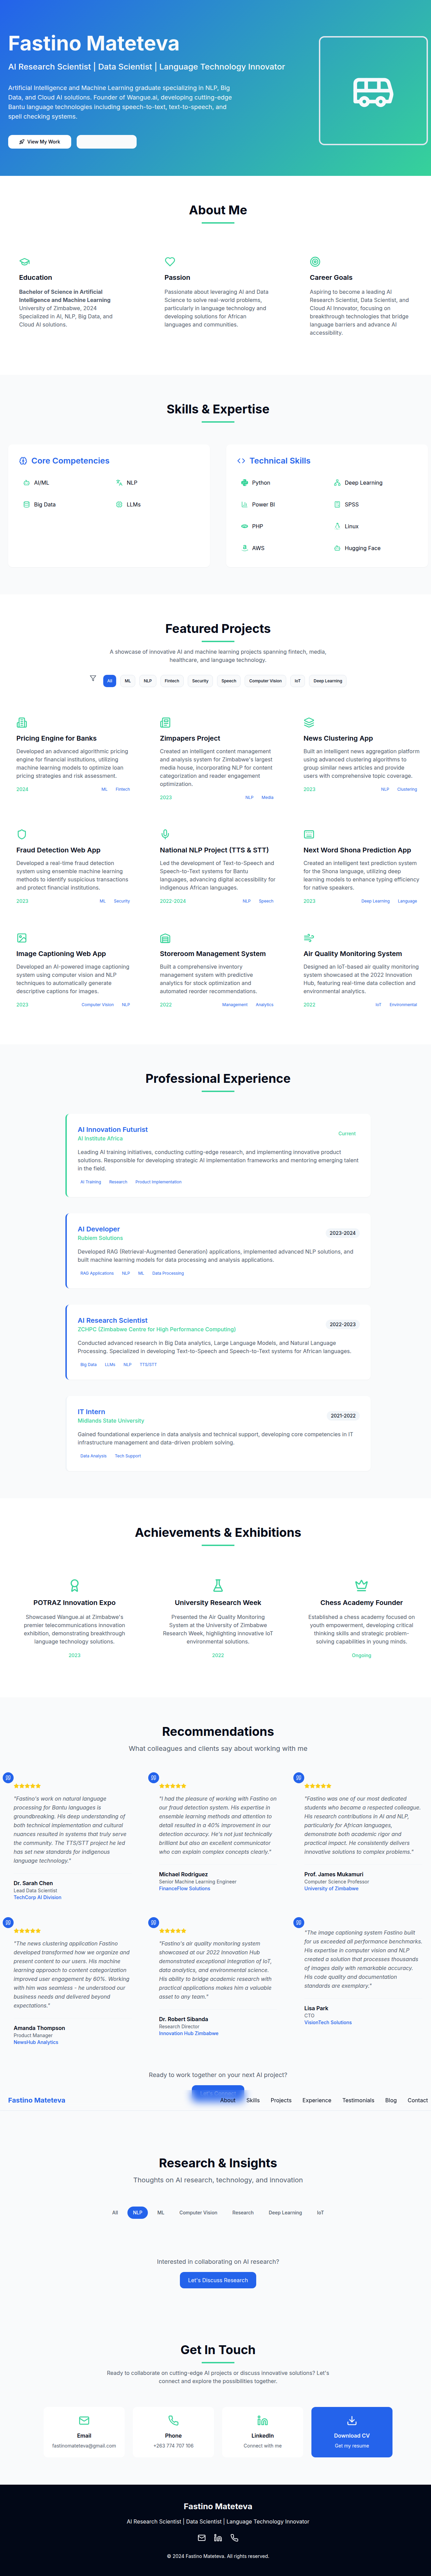 Fastino Mateteva
AI Research Scientist | Data Scientist | Language Technology Innovator
Artificial Intelligence and Machine Learning graduate specializing in NLP, Big
Data, and Cloud AI solutions. Founder of Wangue.ai, developing cutting-edge
Bantu language technologies including speech-to-text, text-to-speech, and
spell checking systems.
View My Work
About Me
Education
Bachelor of Science in Artificial
Intelligence and Machine Learning
University of Zimbabwe, 2024
Specialized in AI, NLP, Big Data, and
Cloud AI solutions.
Passion
Passionate about leveraging AI and Data
Science to solve real-world problems,
particularly in language technology and
developing solutions for African
languages and communities.
Career Goals
Aspiring to become a leading AI
Research Scientist, Data Scientist, and
Cloud AI Innovator, focusing on
breakthrough technologies that bridge
language barriers and advance AI
accessibility.
Skills & Expertise
Core Competencies
AI/ML
NLP
Big Data
LLMs
Technical Skills
Python
Deep Learning
Power BI
SPSS
PHP
Linux
AWS
Hugging Face
Featured Projects
A showcase of innovative AI and machine learning projects spanning fintech, media,
healthcare, and language technology.
All
ML
NLP
Fintech
Security
Speech
Computer Vision
IoT
Deep Learning
Pricing Engine for Banks
Developed an advanced algorithmic pricing
engine for financial institutions, utilizing
machine learning models to optimize loan
pricing strategies and risk assessment.
2024
ML
Fintech
Zimpapers Project
Created an intelligent content management
and analysis system for Zimbabwe's largest
media house, incorporating NLP for content
categorization and reader engagement
optimization.
2023
NLP
Media
News Clustering App
Built an intelligent news aggregation platform
using advanced clustering algorithms to
group similar news articles and provide
users with comprehensive topic coverage.
2023
NLP
Clustering
Fraud Detection Web App
Developed a real-time fraud detection
system using ensemble machine learning
methods to identify suspicious transactions
and protect financial institutions.
2023
ML
Security
National NLP Project (TTS & STT)
Led the development of Text-to-Speech and
Speech-to-Text systems for Bantu
languages, advancing digital accessibility for
indigenous African languages.
2022-2024
NLP
Speech
Next Word Shona Prediction App
Created an intelligent text prediction system
for the Shona language, utilizing deep
learning models to enhance typing efficiency
for native speakers.
2023
Deep Learning
Language
Image Captioning Web App
Developed an AI-powered image captioning
system using computer vision and NLP
techniques to automatically generate
descriptive captions for images.
2023
Computer Vision
NLP
Storeroom Management System
Built a comprehensive inventory
management system with predictive
analytics for stock optimization and
automated reorder recommendations.
2022
Management
Analytics
Air Quality Monitoring System
Designed an IoT-based air quality monitoring
system showcased at the 2022 Innovation
Hub, featuring real-time data collection and
environmental analytics.
2022
IoT
Environmental
Professional Experience
AI Innovation Futurist
AI Institute Africa
Current
Leading AI training initiatives, conducting cutting-edge research, and implementing innovative product
solutions. Responsible for developing strategic AI implementation frameworks and mentoring emerging talent
in the field.
AI Training
Research
Product Implementation
AI Developer
Rubiem Solutions
2023-2024
Developed RAG (Retrieval-Augmented Generation) applications, implemented advanced NLP solutions, and
built machine learning models for data processing and analysis applications.
RAG Applications
NLP
ML
Data Processing
AI Research Scientist
ZCHPC (Zimbabwe Centre for High Performance Computing)
2022-2023
Conducted advanced research in Big Data analytics, Large Language Models, and Natural Language
Processing. Specialized in developing Text-to-Speech and Speech-to-Text systems for African languages.
Big Data
LLMs
NLP
TTS/STT
IT Intern
Midlands State University
2021-2022
Gained foundational experience in data analysis and technical support, developing core competencies in IT
infrastructure management and data-driven problem solving.
Data Analysis
Tech Support
Achievements & Exhibitions
POTRAZ Innovation Expo
Showcased Wangue.ai at Zimbabwe's
premier telecommunications innovation
exhibition, demonstrating breakthrough
language technology solutions.
2023
University Research Week
Presented the Air Quality Monitoring
System at the University of Zimbabwe
Research Week, highlighting innovative IoT
environmental solutions.
2022
Chess Academy Founder
Established a chess academy focused on
youth empowerment, developing critical
thinking skills and strategic problem-
solving capabilities in young minds.
Ongoing
Recommendations
What colleagues and clients say about working with me
"Fastino's work on natural language
processing for Bantu languages is
groundbreaking. His deep understanding of
both technical implementation and cultural
nuances resulted in systems that truly serve
the community. The TTS/STT project he led
has set new standards for indigenous
language technology."
Dr. Sarah Chen
Lead Data Scientist
TechCorp AI Division
"I had the pleasure of working with Fastino on
our fraud detection system. His expertise in
ensemble learning methods and attention to
detail resulted in a 40% improvement in our
detection accuracy. He's not just technically
brilliant but also an excellent communicator
who can explain complex concepts clearly."
Michael Rodriguez
Senior Machine Learning Engineer
FinanceFlow Solutions
"Fastino was one of our most dedicated
students who became a respected colleague.
His research contributions in AI and NLP,
particularly for African languages,
demonstrate both academic rigor and
practical impact. He consistently delivers
innovative solutions to complex problems."
Prof. James Mukamuri
Computer Science Professor
University of Zimbabwe
"The news clustering application Fastino
developed transformed how we organize and
present content to our users. His machine
learning approach to content categorization
improved user engagement by 60%. Working
with him was seamless - he understood our
business needs and delivered beyond
expectations."
Amanda Thompson
Product Manager
NewsHub Analytics
"Fastino's air quality monitoring system
showcased at our 2022 Innovation Hub
demonstrated exceptional integration of IoT,
data analytics, and environmental science.
His ability to bridge academic research with
practical applications makes him a valuable
asset to any team."
Dr. Robert Sibanda
Research Director
Innovation Hub Zimbabwe
"The image captioning system Fastino built
for us exceeded all performance benchmarks.
His expertise in computer vision and NLP
created a solution that processes thousands
of images daily with remarkable accuracy.
His code quality and documentation
standards are exemplary."
Lisa Park
CTO
VisionTech Solutions
Ready to work together on your next AI project?
Fastino Mateteva
About
Skills
Projects
Experience
Testimonials
Blog
Contact
Research & Insights
Thoughts on AI research, technology, and innovation
All
NLP
ML
Computer Vision
Research
Deep Learning
IoT
Interested in collaborating on AI research?
Let's Discuss Research
Get In Touch
Ready to collaborate on cutting-edge AI projects or discuss innovative solutions? Let's
connect and explore the possibilities together.
Email
fastinomateteva@gmail.com
Phone
+263 774 707 106
LinkedIn
Connect with me
Download CV
Get my resume
Fastino Mateteva
AI Research Scientist | Data Scientist | Language Technology Innovator
© 2024 Fastino Mateteva. All rights reserved.